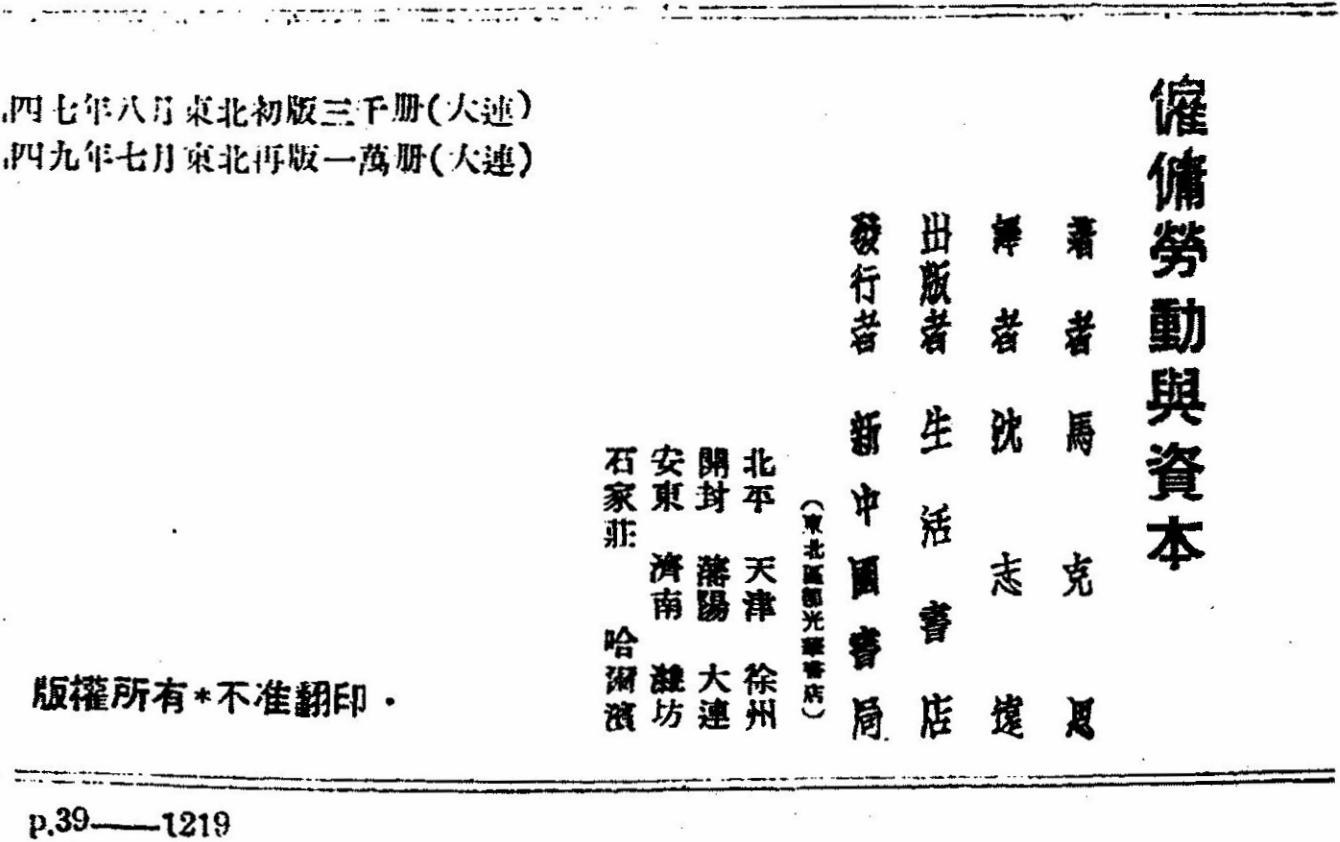 僱傭勞動與資本
著者 馬克思
譯者 沈志遠
出版者 生活書店
發行者 新中國書局
(東北區都光華書店)
北平 天津 徐州
開封 瀋陽 大連
安東 濟南 濰坊
石家莊 哈爾濱
四七年八月東北初版三千册(大連)
四九年七月東北再版一萬册(大連)
版權所有*不准翻印·
p.39——1219